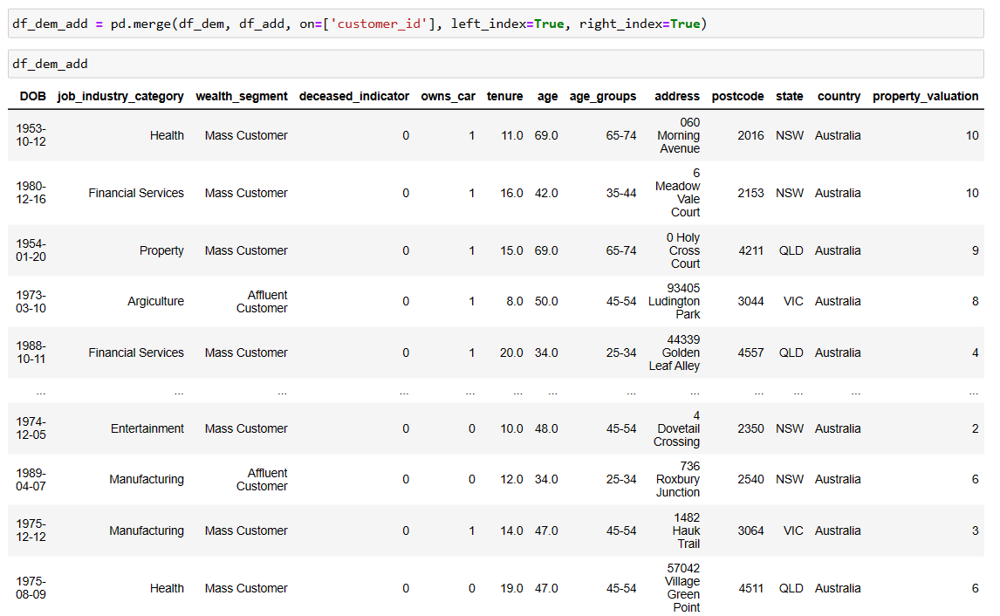 df_dem_add = pd.merge(df_dem, df_add, on=['customer_id'], left_index=True, right_index=True)
df_dem_add
DOB job_industry_category wealth_segment deceased_indicator owns_car tenure age age_groups address postcode state country property_valuation
1953-10-12 Health Mass Customer 0 1 11.0 69.0 65-74 060 Morning Avenue 2016 NSW Australia 10
1980-12-16 Financial Services Mass Customer 0 1 16.0 42.0 35-44 6 Meadow Vale Court 2153 NSW Australia 10
1954-01-20 Property Mass Customer 0 1 15.0 69.0 65-74 0 Holy Cross Court 4211 QLD Australia 9
1973-03-10 Argiculture Affluent Customer 0 1 8.0 50.0 45-54 93405 Ludington Park 3044 VIC Australia 8
1988-10-11 Financial Services Mass Customer 0 1 20.0 34.0 25-34 44339 Golden Leaf Alley 4557 QLD Australia 4
... ... ... ... ... ... ... ... ... ... ... ... ...
1974-12-05 Entertainment Mass Customer 0 0 10.0 48.0 45-54 4 Dovetail Crossing 2350 NSW Australia 2
1989-04-07 Manufacturing Affluent Customer 0 0 12.0 34.0 25-34 736 Roxbury Junction 2540 NSW Australia 6
1975-12-12 Manufacturing Mass Customer 0 1 14.0 47.0 45-54 1482 Hauk Trail 3064 VIC Australia 3
1975-08-09 Health Mass Customer 0 0 19.0 47.0 45-54 57042 Village Green Point 4511 QLD Australia 6